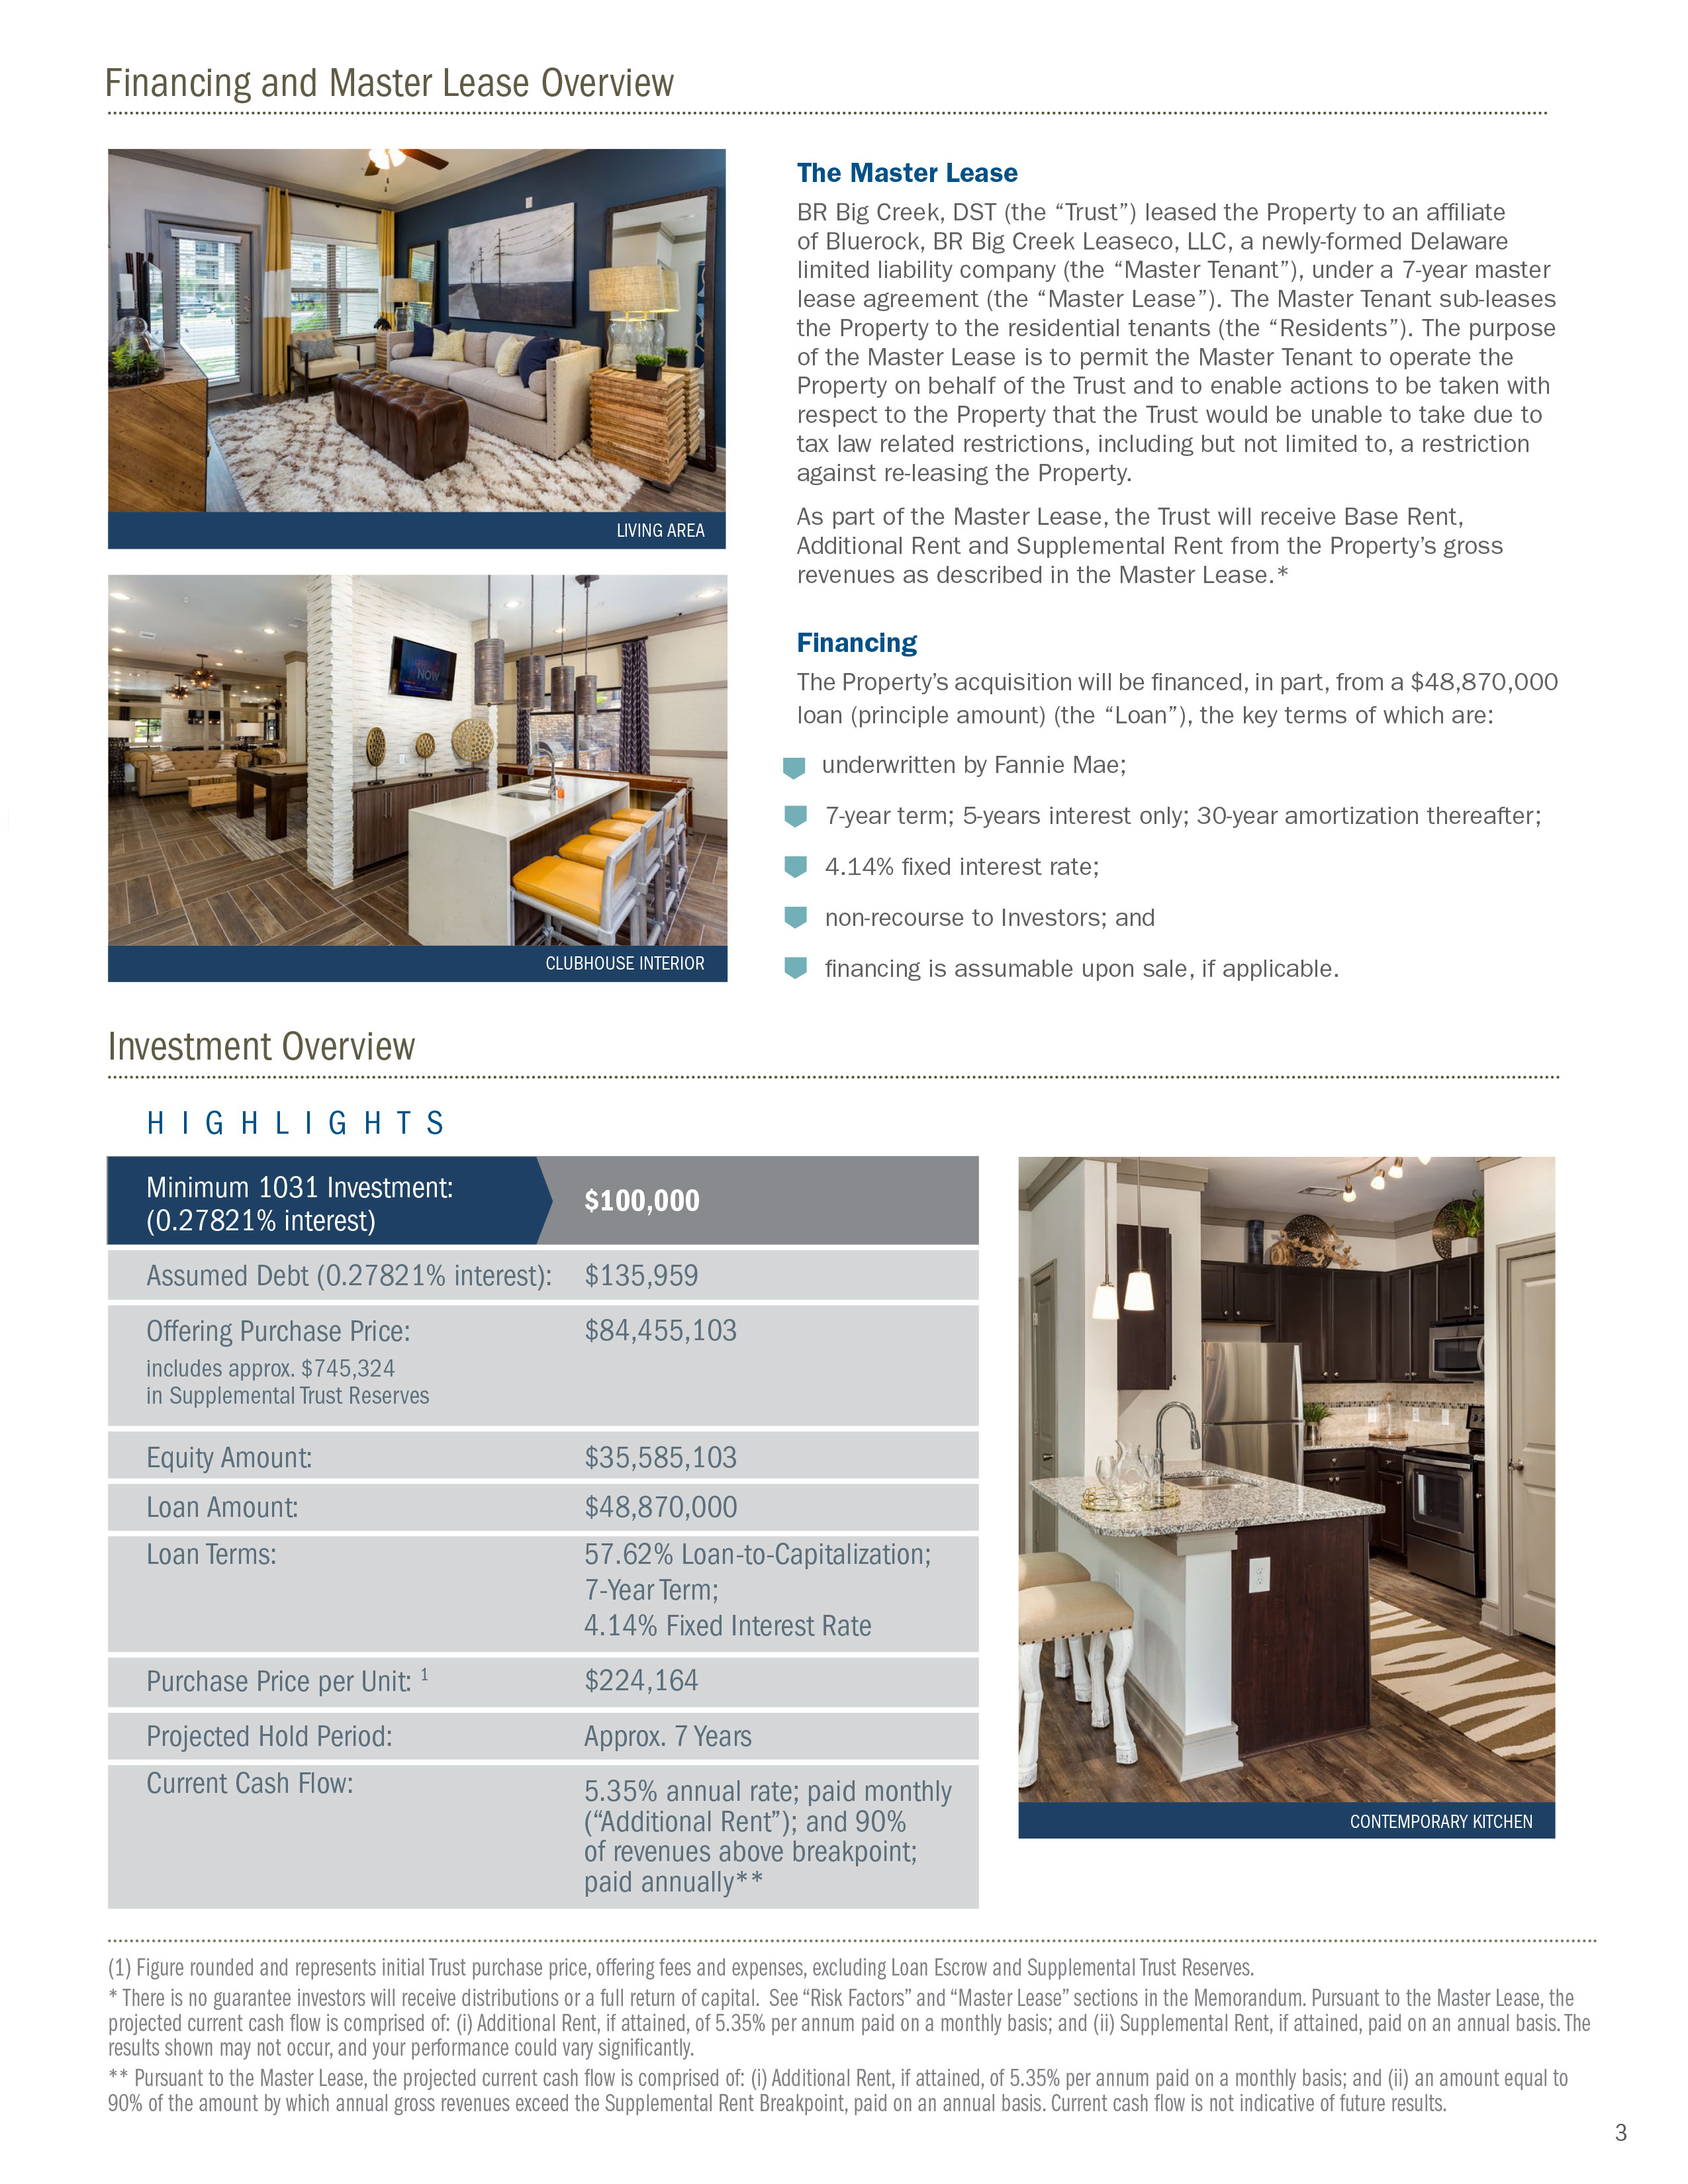 Financing and Master Lease Overview
LIVING AREA
NOW
CLUBHOUSE INTERIOR
The Master Lease
BR Big Creek, DST (the “Trust”) leased the Property to an affiliate
of Bluerock, BR Big Creek Leaseco, LLC, a newly-formed Delaware
limited liability company (the “Master Tenant”), under a 7-year master
lease agreement (the “Master Lease”). The Master Tenant sub-leases
the Property to the residential tenants (the “Residents”). The purpose
of the Master Lease is to permit the Master Tenant to operate the
Property on behalf of the Trust and to enable actions to be taken with
respect to the Property that the Trust would be unable to take due to
tax law related restrictions, including but not limited to, a restriction
against re-leasing the Property.
As part of the Master Lease, the Trust will receive Base Rent,
Additional Rent and Supplemental Rent from the Property’s gross
revenues as described in the Master Lease.*
Financing
The Property’s acquisition will be financed, in part, from a $48,870,000
loan (principle amount) (the “Loan”), the key terms of which are:
underwritten by Fannie Mae;
7-year term; 5-years interest only; 30-year amortization thereafter;
4.14% fixed interest rate;
non-recourse to Investors; and
financing is assumable upon sale, if applicable.
Investment Overview
HIGHLIGHTS
Minimum 1031 Investment:
(0.27821% interest)
$100,000
Assumed Debt (0.27821% interest): $135,959
Offering Purchase Price: $84,455,103
includes approx. $745,324
in Supplemental Trust Reserves
Equity Amount: $35,585,103
Loan Amount: $48,870,000
Loan Terms: 57.62% Loan-to-Capitalization;
7-Year Term;
4.14% Fixed Interest Rate
Purchase Price per Unit: 1 $224,164
Projected Hold Period: Approx. 7 Years
Current Cash Flow: 5.35% annual rate; paid monthly
(“Additional Rent”); and 90%
of revenues above breakpoint;
paid annually**
CONTEMPORARY KITCHEN
(1) Figure rounded and represents initial Trust purchase price, offering fees and expenses, excluding Loan Escrow and Supplemental Trust Reserves.
* There is no guarantee investors will receive distributions or a full return of capital. See “Risk Factors” and “Master Lease” sections in the Memorandum. Pursuant to the Master Lease, the
projected current cash flow is comprised of: (i) Additional Rent, if attained, of 5.35% per annum paid on a monthly basis; and (ii) Supplemental Rent, if attained, paid on an annual basis. The
results shown may not occur, and your performance could vary significantly.
** Pursuant to the Master Lease, the projected current cash flow is comprised of: (i) Additional Rent, if attained, of 5.35% per annum paid on a monthly basis; and (ii) an amount equal to
90% of the amount by which annual gross revenues exceed the Supplemental Rent Breakpoint, paid on an annual basis. Current cash flow is not indicative of future results.
3